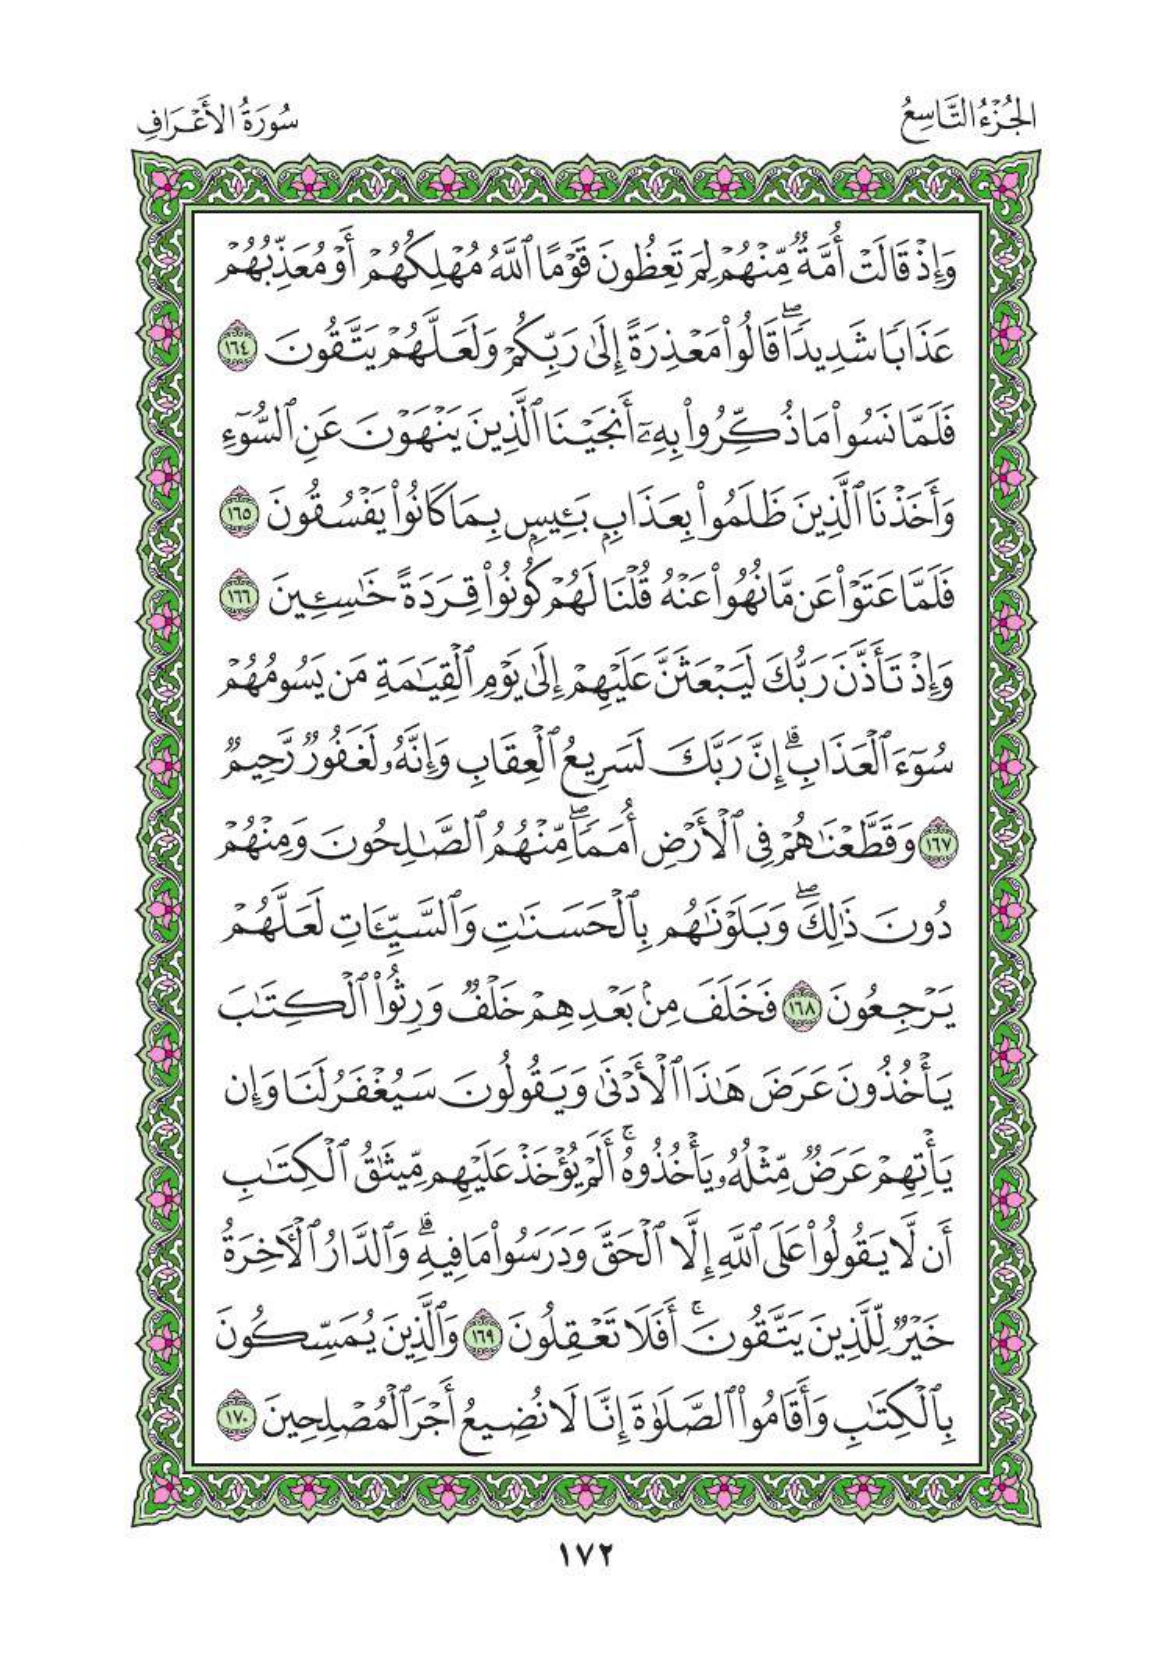 الجُزْءُ التَّاسِعُ
سُورَةُ الأَعْرَافِ
وَإِذْ قَالَتْ أُمَّةٌ مِّنْهُمْ لِمَ تَعِظُونَ قَوْمًا ٱللَّهُ مُهْلِكُهُمْ أَوْ مُعَذِّبُهُمْ
عَذَابًا شَدِيدًاۖ قَالُوا۟ مَعْذِرَةً إِلَىٰ رَبِّكُمْ وَلَعَلَّهُمْ يَتَّقُونَ ١٦٤
فَلَمَّا نَسُوا۟ مَا ذُكِّرُوا۟ بِهِۦٓ أَنجَيْنَا ٱلَّذِينَ يَنْهَوْنَ عَنِ ٱلسُّوٓءِ
وَأَخَذْنَا ٱلَّذِينَ ظَلَمُوا۟ بِعَذَابٍۭ بَـِٔيسٍۭ بِمَا كَانُوا۟ يَفْسُقُونَ ١٦٥
فَلَمَّا عَتَوْا۟ عَن مَّا نُهُوا۟ عَنْهُ قُلْنَا لَهُمْ كُونُوا۟ قِرَدَةً خَـٰسِـِٔينَ ١٦٦
وَإِذْ تَأَذَّنَ رَبُّكَ لَيَبْعَثَنَّ عَلَيْهِمْ إِلَىٰ يَوْمِ ٱلْقِيَـٰمَةِ مَن يَسُومُهُمْ
سُوٓءَ ٱلْعَذَابِۗ إِنَّ رَبَّكَ لَسَرِيعُ ٱلْعِقَابِ وَإِنَّهُۥ لَغَفُورٌ رَّحِيمٌ
١٦٧ وَقَطَّعْنَـٰهُمْ فِى ٱلْأَرْضِ أُمَمًاۖ مِّنْهُمُ ٱلصَّـٰلِحُونَ وَمِنْهُمْ
دُونَ ذَٰلِكَۖ وَبَلَوْنَـٰهُم بِٱلْحَسَنَـٰتِ وَٱلسَّيِّـَٔاتِ لَعَلَّهُمْ
يَرْجِعُونَ ١٦٨ فَخَلَفَ مِنۢ بَعْدِهِمْ خَلْفٌ وَرِثُوا۟ ٱلْكِتَـٰبَ
يَأْخُذُونَ عَرَضَ هَـٰذَا ٱلْأَدْنَىٰ وَيَقُولُونَ سَيُغْفَرُ لَنَا وَإِن
يَأْتِهِمْ عَرَضٌ مِّثْلُهُۥ يَأْخُذُوهُۚ أَلَمْ يُؤْخَذْ عَلَيْهِم مِّيثَـٰقُ ٱلْكِتَـٰبِ
أَن لَّا يَقُولُوا۟ عَلَى ٱللَّهِ إِلَّا ٱلْحَقَّ وَدَرَسُوا۟ مَا فِيهِۗ وَٱلدَّارُ ٱلْـَٔاخِرَةُ
خَيْرٌ لِّلَّذِينَ يَتَّقُونَۚ أَفَلَا تَعْقِلُونَ ١٦٩ وَٱلَّذِينَ يُمَسِّكُونَ
بِٱلْكِتَـٰبِ وَأَقَامُوا۟ ٱلصَّلَوٰةَ إِنَّا لَا نُضِيعُ أَجْرَ ٱلْمُصْلِحِينَ ١٧٠
١٧٢